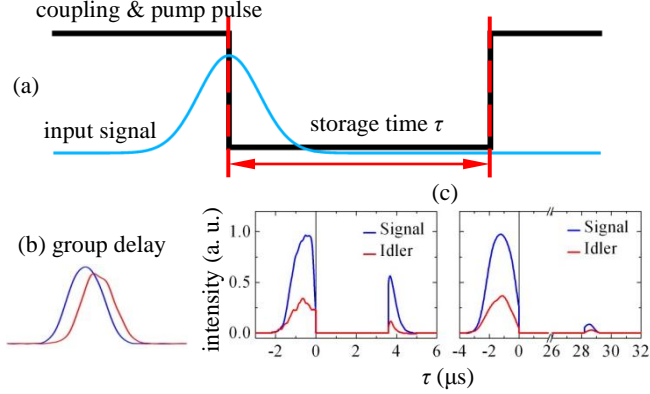 coupling & pump pulse
(a)
input signal
storage time τ
(c)
(b) group delay
intensity (a. u.)
1.0
0.5
0.0
Signal
Idler
-2 0 2 4 6
Signal
Idler
-4 -2 0 26 28 30 32
τ (μs)